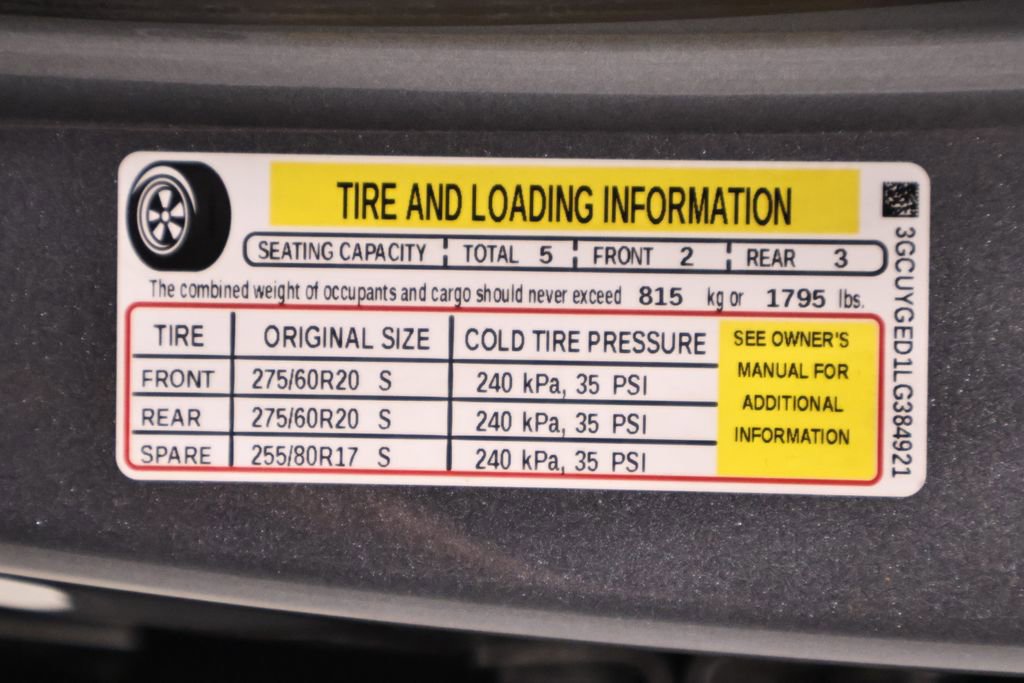 TIRE AND LOADING INFORMATION
SEATING CAPACITY TOTAL 5 FRONT 2 REAR 3
The combined weight of occupants and cargo should never exceed 815 kg or 1795 lbs.
TIRE ORIGINAL SIZE COLD TIRE PRESSURE
FRONT 275/60R20 S 240 kPa, 35 PSI
REAR 275/60R20 S 240 kPa, 35 PSI
SPARE 255/80R17 S 240 kPa, 35 PSI
SEE OWNER'S
MANUAL FOR
ADDITIONAL
INFORMATION
3GCUYGED1LG384921